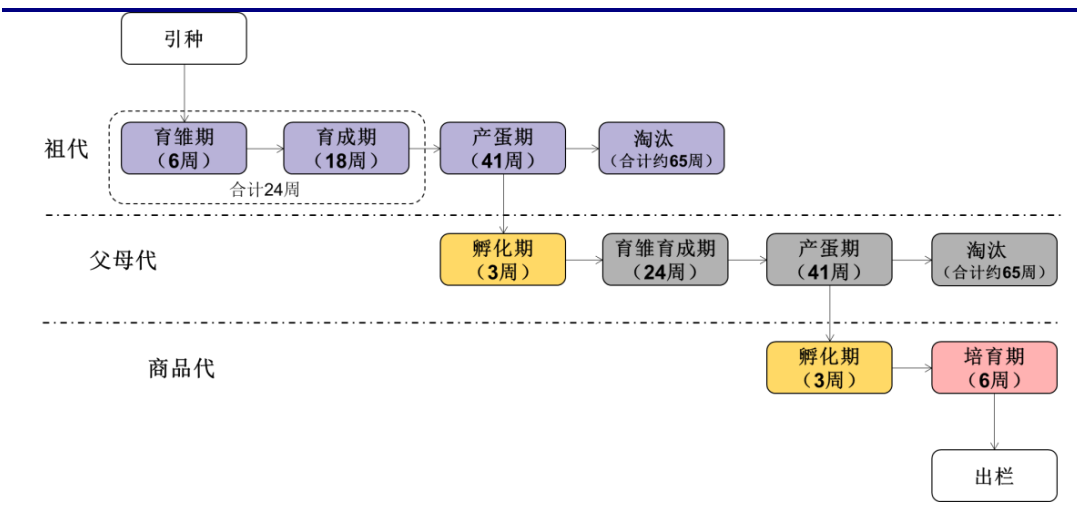 引种
祖代
育雏期
（6周）
育成期
（18周）
合计24周
产蛋期
（41周）
淘汰
（合计约65周）
父母代
孵化期
（3周）
育雏育成期
（24周）
产蛋期
（41周）
淘汰
（合计约65周）
商品代
孵化期
（3周）
培育期
（6周）
出栏